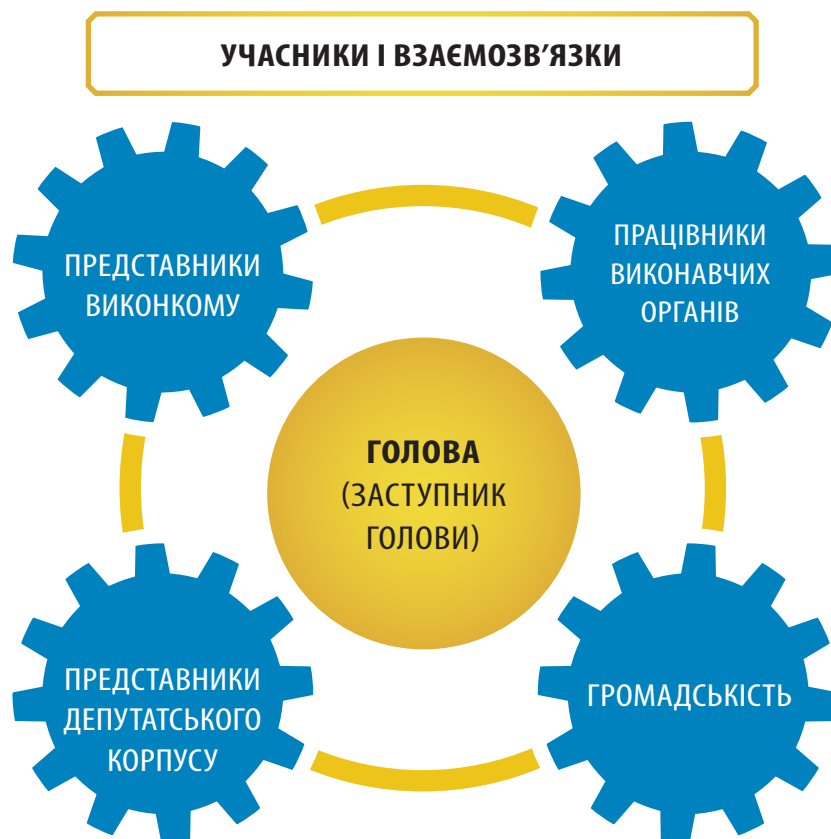 УЧАСНИКИ І ВЗАЄМОЗВ’ЯЗКИ
ПРЕДСТАВНИКИ
ВИКОНКОМУ
ПРАЦІВНИКИ
ВИКОНАВЧИХ
ОРГАНІВ
ГОЛОВА
(ЗАСТУПНИК
ГОЛОВИ)
ПРЕДСТАВНИКИ
ДЕПУТАТСЬКОГО
КОРПУСУ
ГРОМАДСЬКІСТЬ